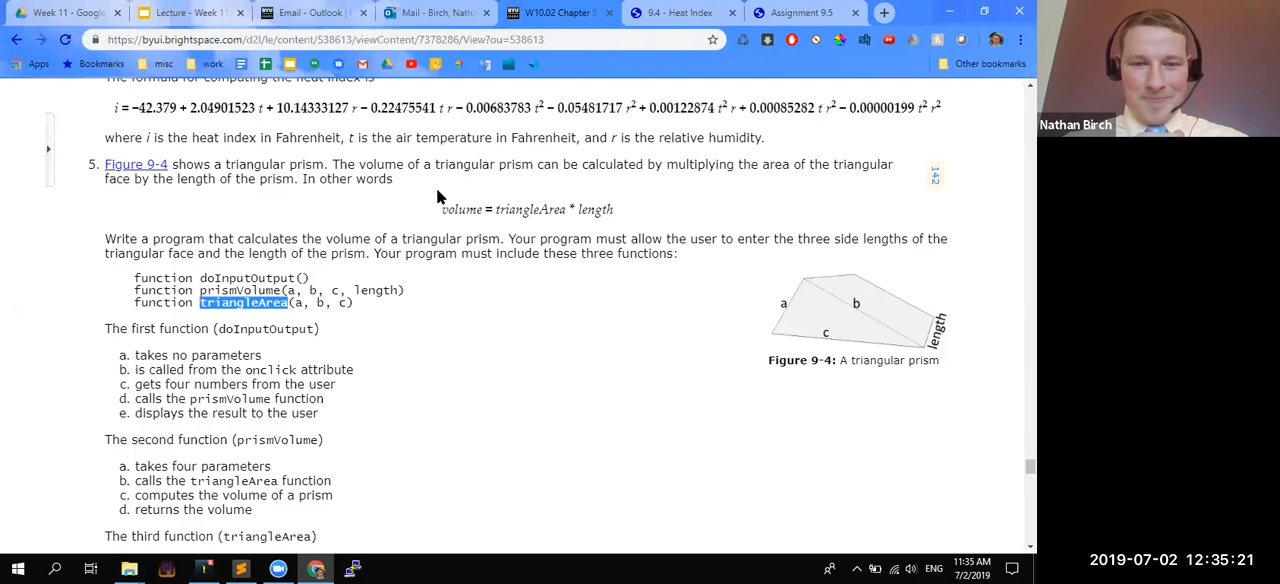 Week 11 - Google
Lecture - Week 11
Email - Outlook
Mail - Birch, Nath
W10.02 Chapter 9
9.4 - Heat Index
Assignment 9.5
https://byui.brightspace.com/d2l/le/content/538613/viewContent/7378286/View?ou=538613
Apps
Bookmarks
misc
work
Other bookmarks
The formula for computing the heat index is
i = −42.379 + 2.04901523 t + 10.14333127 r − 0.22475541 t r − 0.00683783 t² − 0.05481717 r² + 0.00122874 t² r + 0.00085282 t r² − 0.00000199 t² r²
where i is the heat index in Fahrenheit, t is the air temperature in Fahrenheit, and r is the relative humidity.
5. Figure 9-4 shows a triangular prism. The volume of a triangular prism can be calculated by multiplying the area of the triangular
face by the length of the prism. In other words
142
volume = triangleArea * length
Write a program that calculates the volume of a triangular prism. Your program must allow the user to enter the three side lengths of the
triangular face and the length of the prism. Your program must include these three functions:
function doInputOutput()
function prismVolume(a, b, c, length)
function triangleArea(a, b, c)
a
b
c
length
Figure 9-4: A triangular prism
The first function (doInputOutput)
a. takes no parameters
b. is called from the onclick attribute
c. gets four numbers from the user
d. calls the prismVolume function
e. displays the result to the user
The second function (prismVolume)
a. takes four parameters
b. calls the triangleArea function
c. computes the volume of a prism
d. returns the volume
The third function (triangleArea)
Nathan Birch
ENG
11:35 AM
7/2/2019
2019-07-02 12:35:21